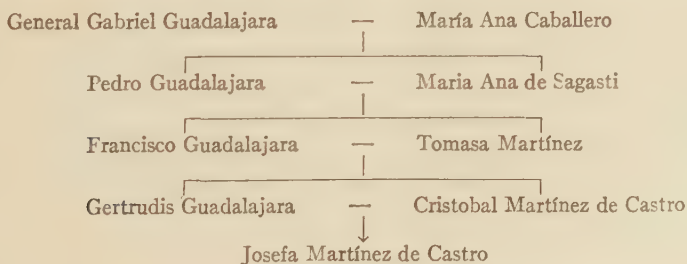 General Gabriel Guadalajara — María Ana Caballero
Pedro Guadalajara — Maria Ana de Sagasti
Francisco Guadalajara — Tomasa Martínez
Gertrudis Guadalajara — Cristobal Martínez de Castro
Josefa Martínez de Castro